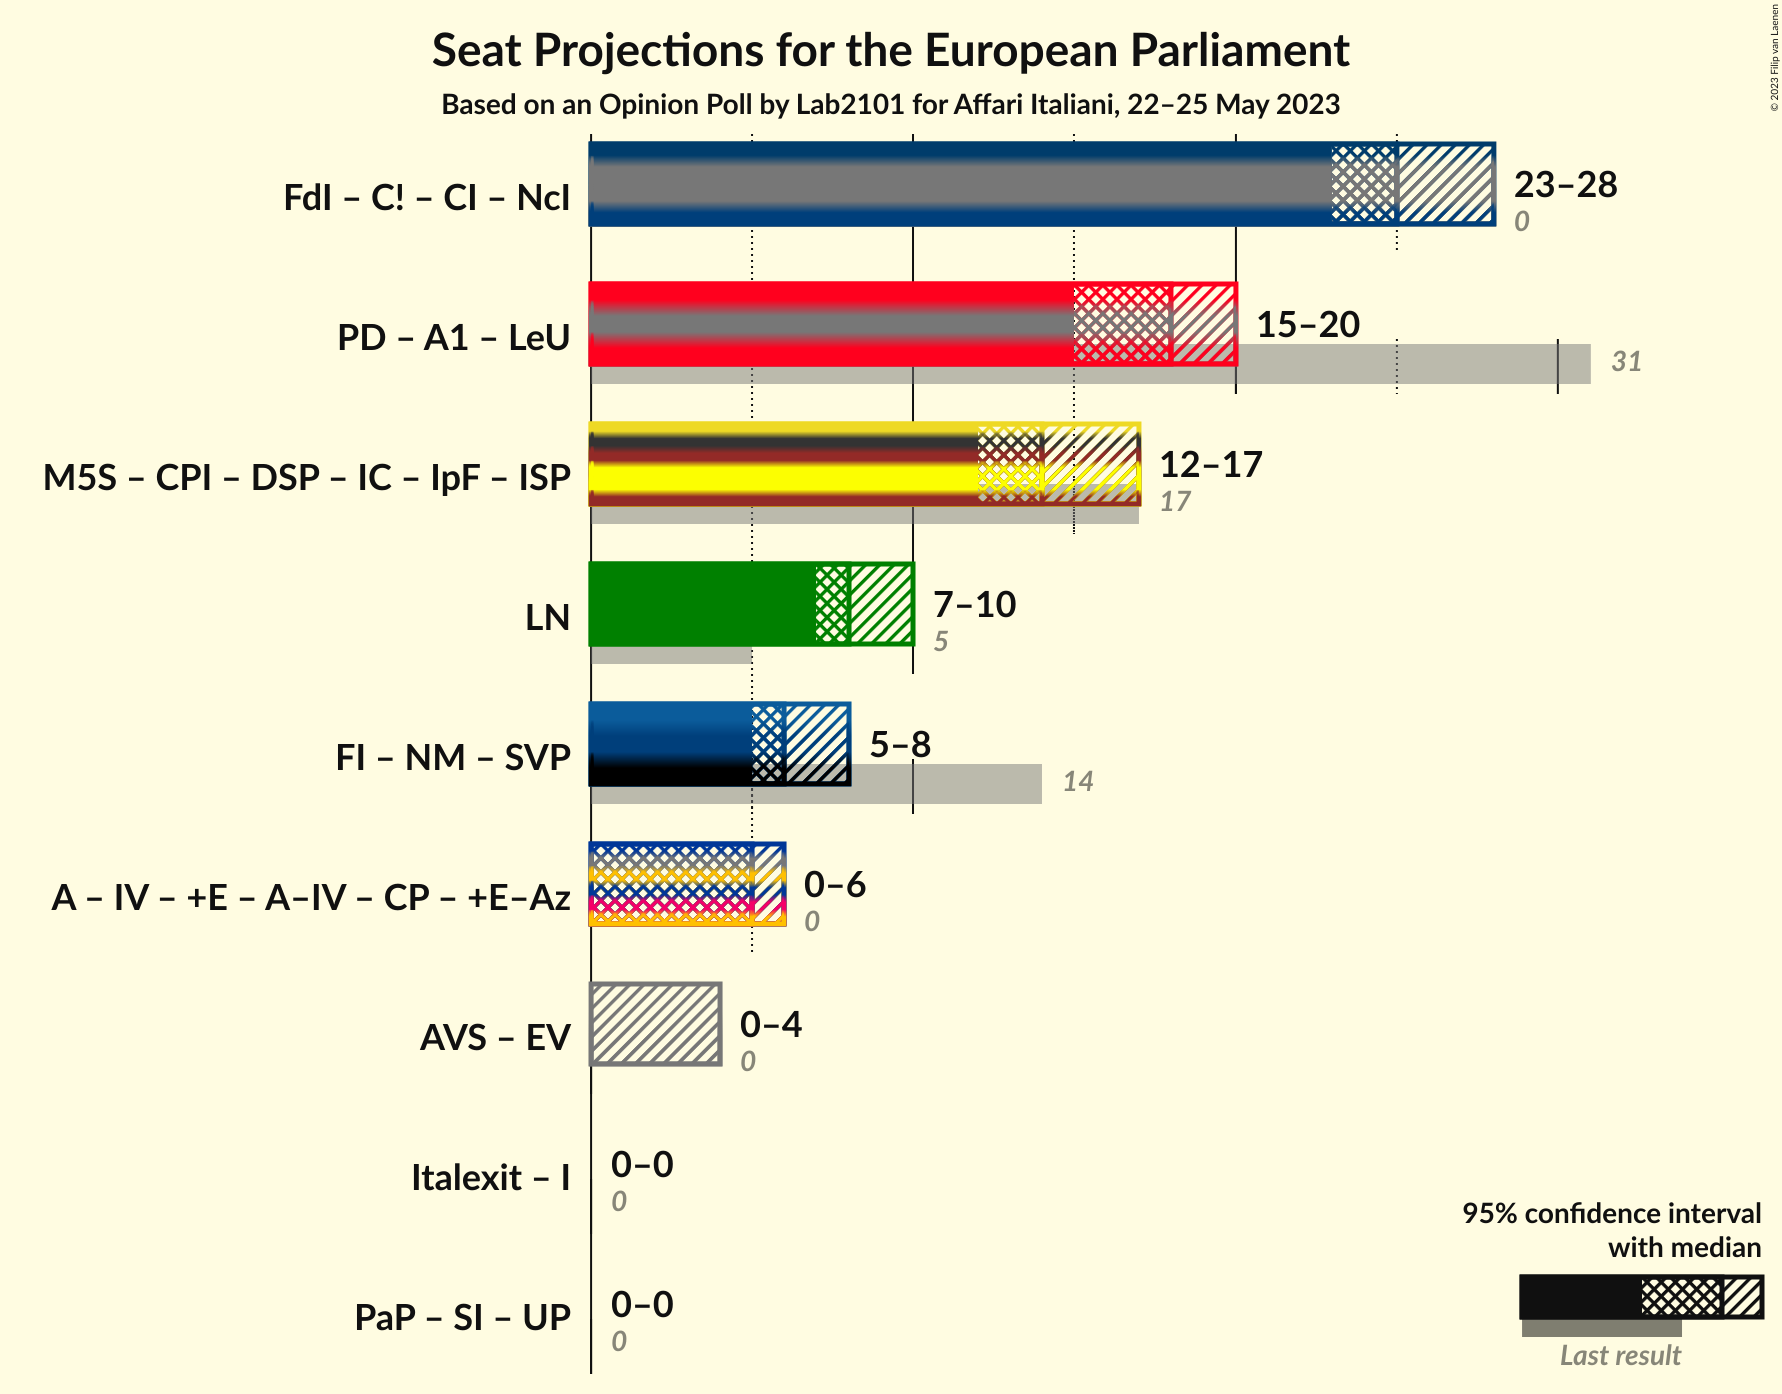 Seat Projections for the European Parliament
Based on an Opinion Poll by Lab2101 for Affari Italiani, 22–25 May 2023
© 2023 Filip van Laenen
FdI – C! – CI – NcI
23–28
0
PD – A1 – LeU
15–20
31
M5S – CPI – DSP – IC – IpF – ISP
12–17
17
LN
7–10
5
FI – NM – SVP
5–8
14
A – IV – +E – A–IV – CP – +E–Az
0–6
0
AVS – EV
0–4
0
Italexit – I
0–0
0
PaP – SI – UP
0–0
0
95% confidence interval
with median
Last result